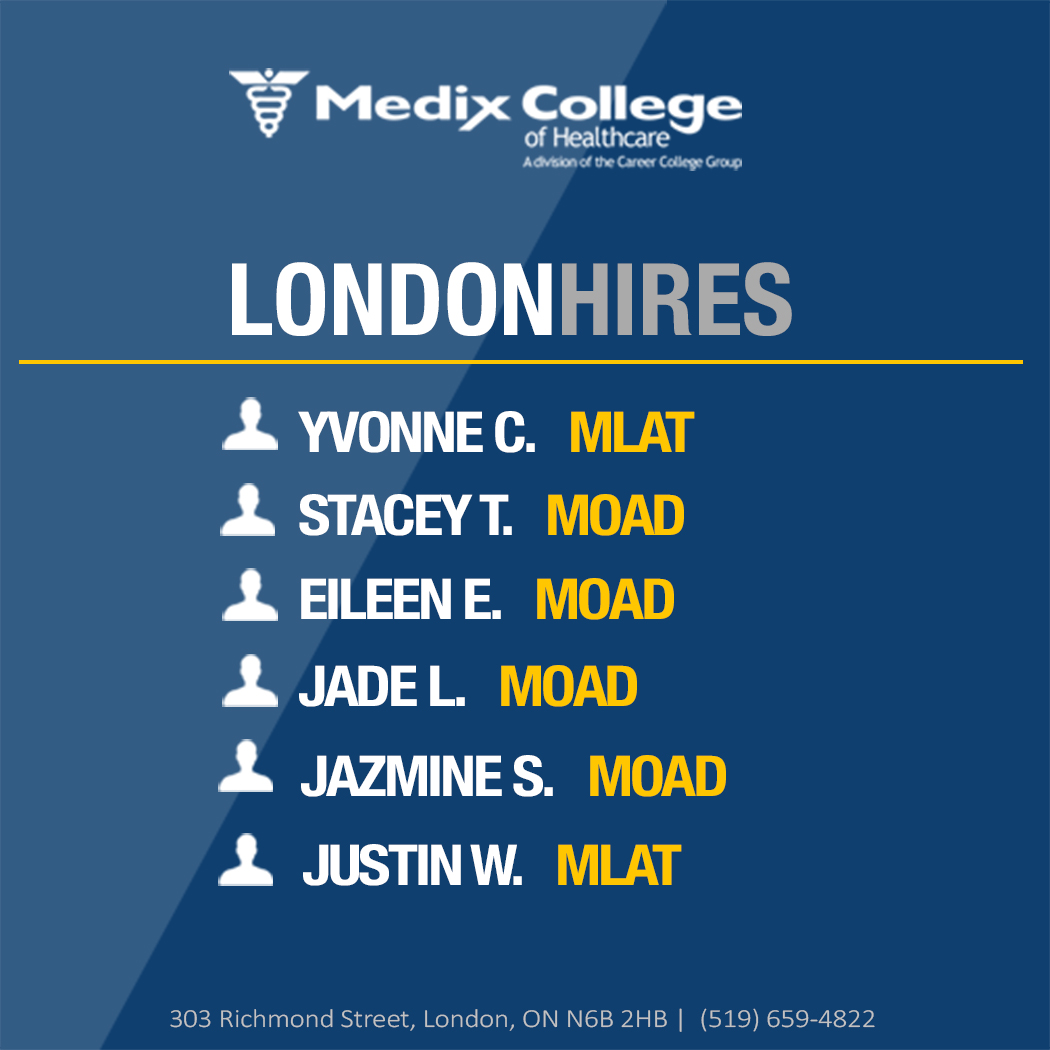 Medix College
of Healthcare
A division of the Career College Group
LONDONHIRES
YVONNE C. MLAT
STACEY T. MOAD
EILEEN E. MOAD
JADE L. MOAD
JAZMINE S. MOAD
JUSTIN W. MLAT
303 Richmond Street, London, ON N6B 2HB | (519) 659-4822